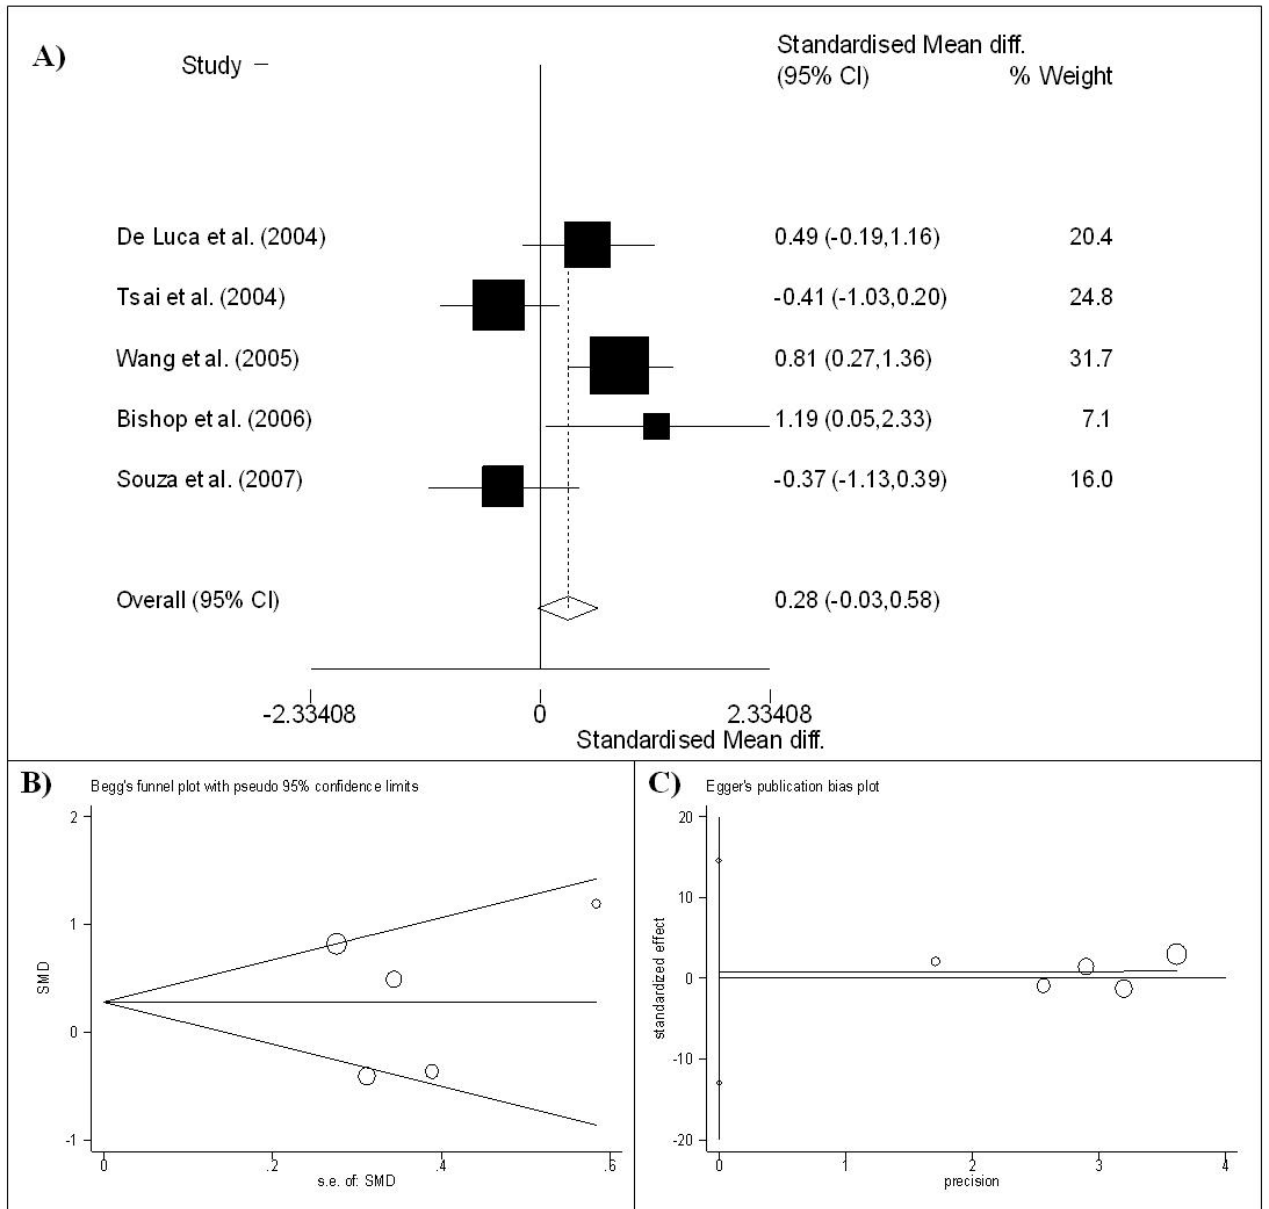 A)
Study
Standardised Mean diff.
(95% CI)
% Weight
De Luca et al. (2004)
0.49 (-0.19,1.16)
20.4
Tsai et al. (2004)
-0.41 (-1.03,0.20)
24.8
Wang et al. (2005)
0.81 (0.27,1.36)
31.7
Bishop et al. (2006)
1.19 (0.05,2.33)
7.1
Souza et al. (2007)
-0.37 (-1.13,0.39)
16.0
Overall (95% CI)
0.28 (-0.03,0.58)
-2.33408
0
2.33408
Standardised Mean diff.
B)
Begg's funnel plot with pseudo 95% confidence limits
SMD
2
1
0
-1
0
.2
.4
.6
s.e. of: SMD
C)
Egger's publication bias plot
standardized effect
20
10
0
-10
-20
0
1
2
3
4
precision